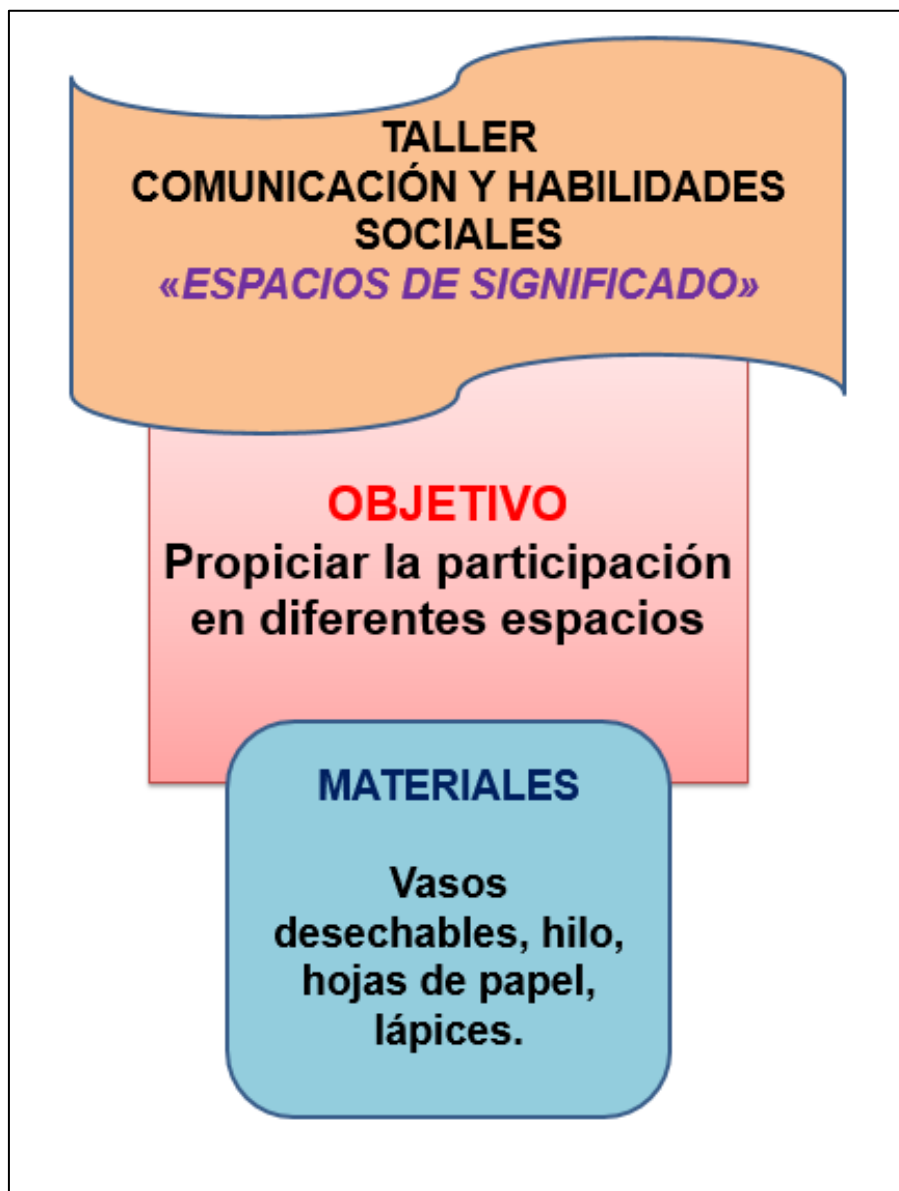 TALLER
COMUNICACIÓN Y HABILIDADES
SOCIALES
«ESPACIOS DE SIGNIFICADO»
OBJETIVO
Propiciar la participación
en diferentes espacios
MATERIALES
Vasos
desechables, hilo,
hojas de papel,
lápices.